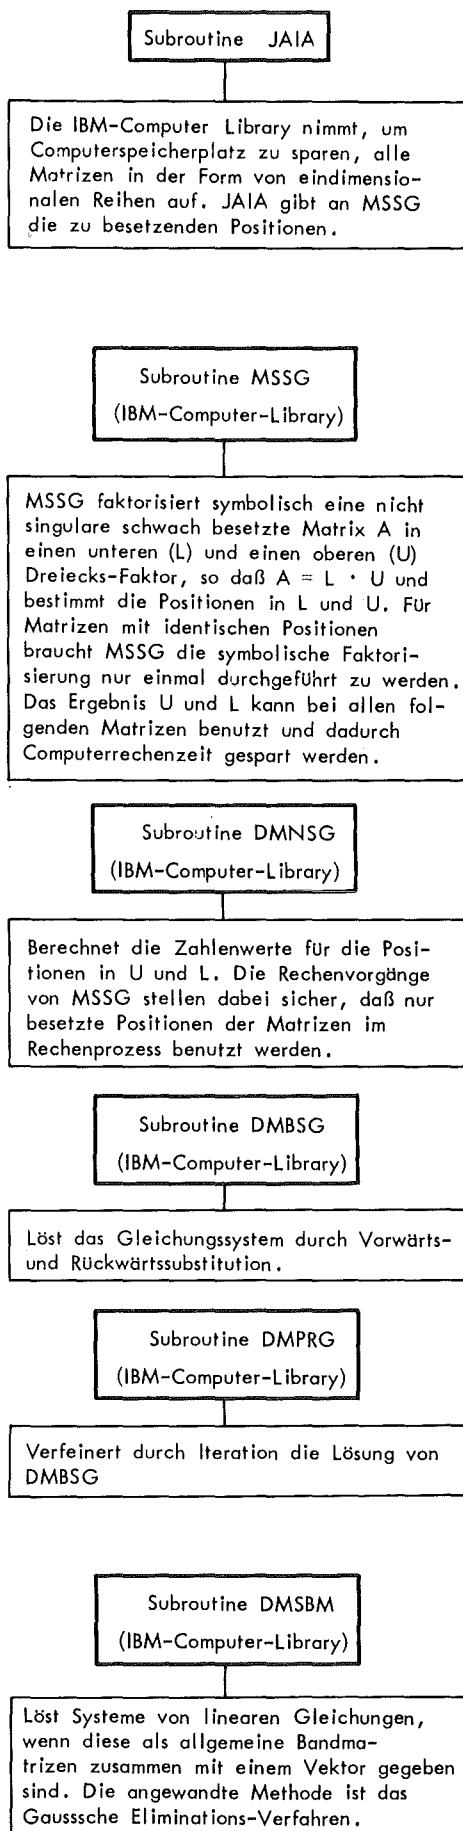 Subroutine JAIA
Die IBM-Computer Library nimmt, um
Computerspeicherplatz zu sparen, alle
Matrizen in der Form von eindimensio-
nalen Reihen auf. JAIA gibt an MSSG
die zu besetzenden Positionen.
Subroutine MSSG
(IBM-Computer-Library)
MSSG faktorisiert symbolisch eine nicht
singulare schwach besetzte Matrix A in
einen unteren (L) und einen oberen (U)
Dreiecks-Faktor, so daß A = L · U und
bestimmt die Positionen in L und U. Für
Matrizen mit identischen Positionen
braucht MSSG die symbolische Faktori-
sierung nur einmal durchgeführt zu werden.
Das Ergebnis U und L kann bei allen fol-
genden Matrizen benutzt und dadurch
Computerrechenzeit gespart werden.
Subroutine DMNSG
(IBM-Computer-Library)
Berechnet die Zahlenwerte für die Posi-
tionen in U und L. Die Rechenvorgänge
von MSSG stellen dabei sicher, daß nur
besetzte Positionen der Matrizen im
Rechenprozess benutzt werden.
Subroutine DMBSG
(IBM-Computer-Library)
Löst das Gleichungssystem durch Vorwärts-
und Rückwärtssubstitution.
Subroutine DMPRG
(IBM-Computer-Library)
Verfeinert durch Iteration die Lösung von
DMBSG
Subroutine DMSBM
(IBM-Computer-Library)
Löst Systeme von linearen Gleichungen,
wenn diese als allgemeine Bandma-
trizen zusammen mit einem Vektor gegeben
sind. Die angewandte Methode ist das
Gausssche Eliminations-Verfahren.